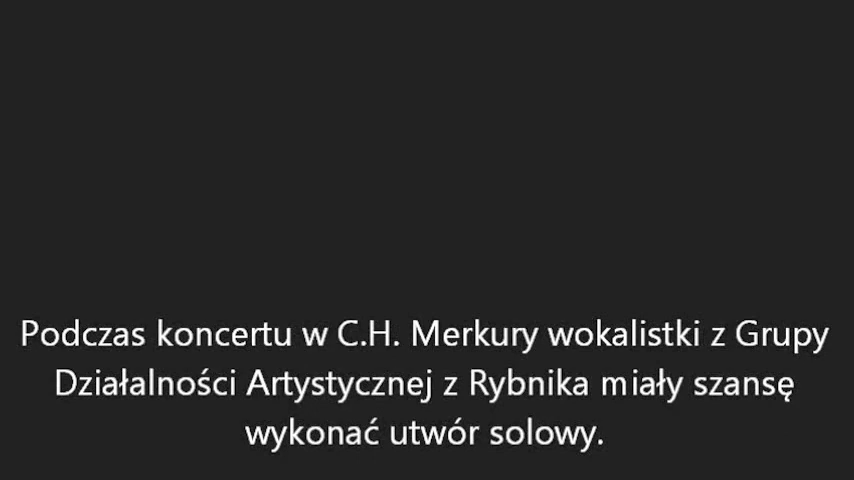 Podczas koncertu w C.H. Merkury wokalistki z Grupy
Działalności Artystycznej z Rybnika miały szansę
wykonać utwór solowy.